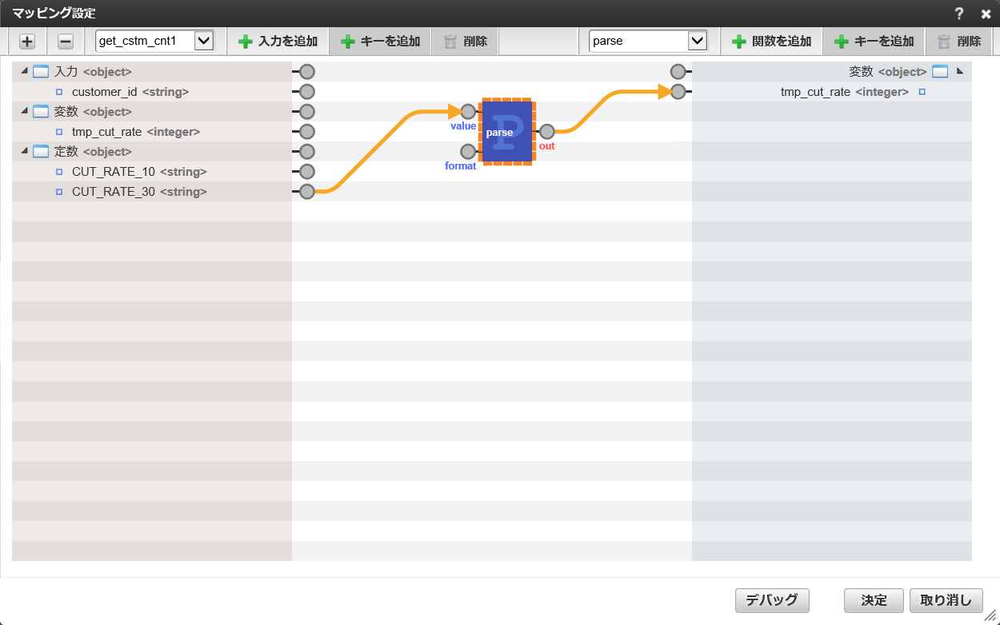 マッピング設定
?
get_cstm_cnt1 入力を追加 キーを追加 削除 parse 関数を追加 キーを追加 削除
入力 <object> 変数 <object>
customer_id <string> tmp_cut_rate <integer>
変数 <object>
value
tmp_cut_rate <integer> P parse
out
定数 <object>
format
CUT_RATE_10 <string>
CUT_RATE_30 <string>
デバッグ 決定 取り消し